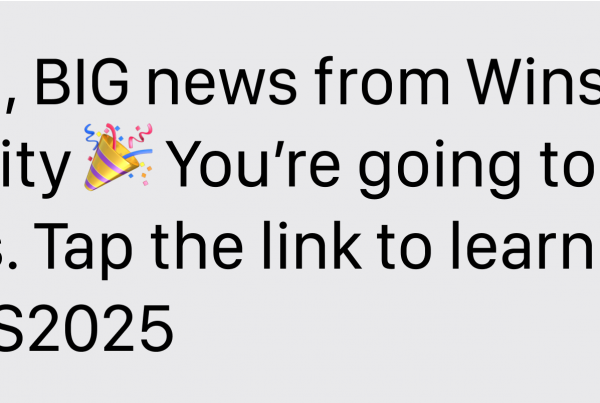 , BIG news from Wins
ity🎉 You’re going to
s. Tap the link to learn
S2025